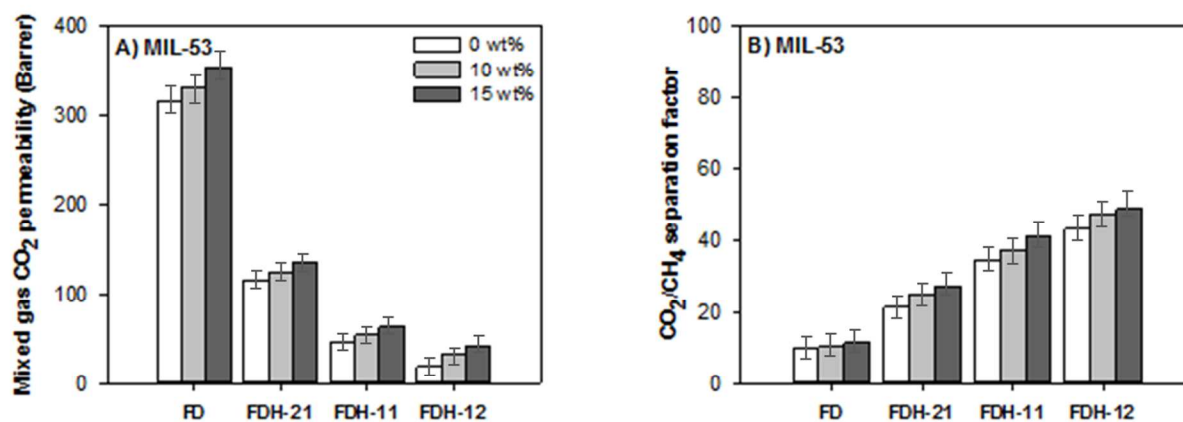 A) MIL-53
0 wt%
10 wt%
15 wt%
Mixed gas CO₂ permeability (Barrer)
400
300
200
100
0
FD FDH-21 FDH-11 FDH-12
B) MIL-53
CO₂/CH₄ separation factor
100
80
60
40
20
0
FD FDH-21 FDH-11 FDH-12